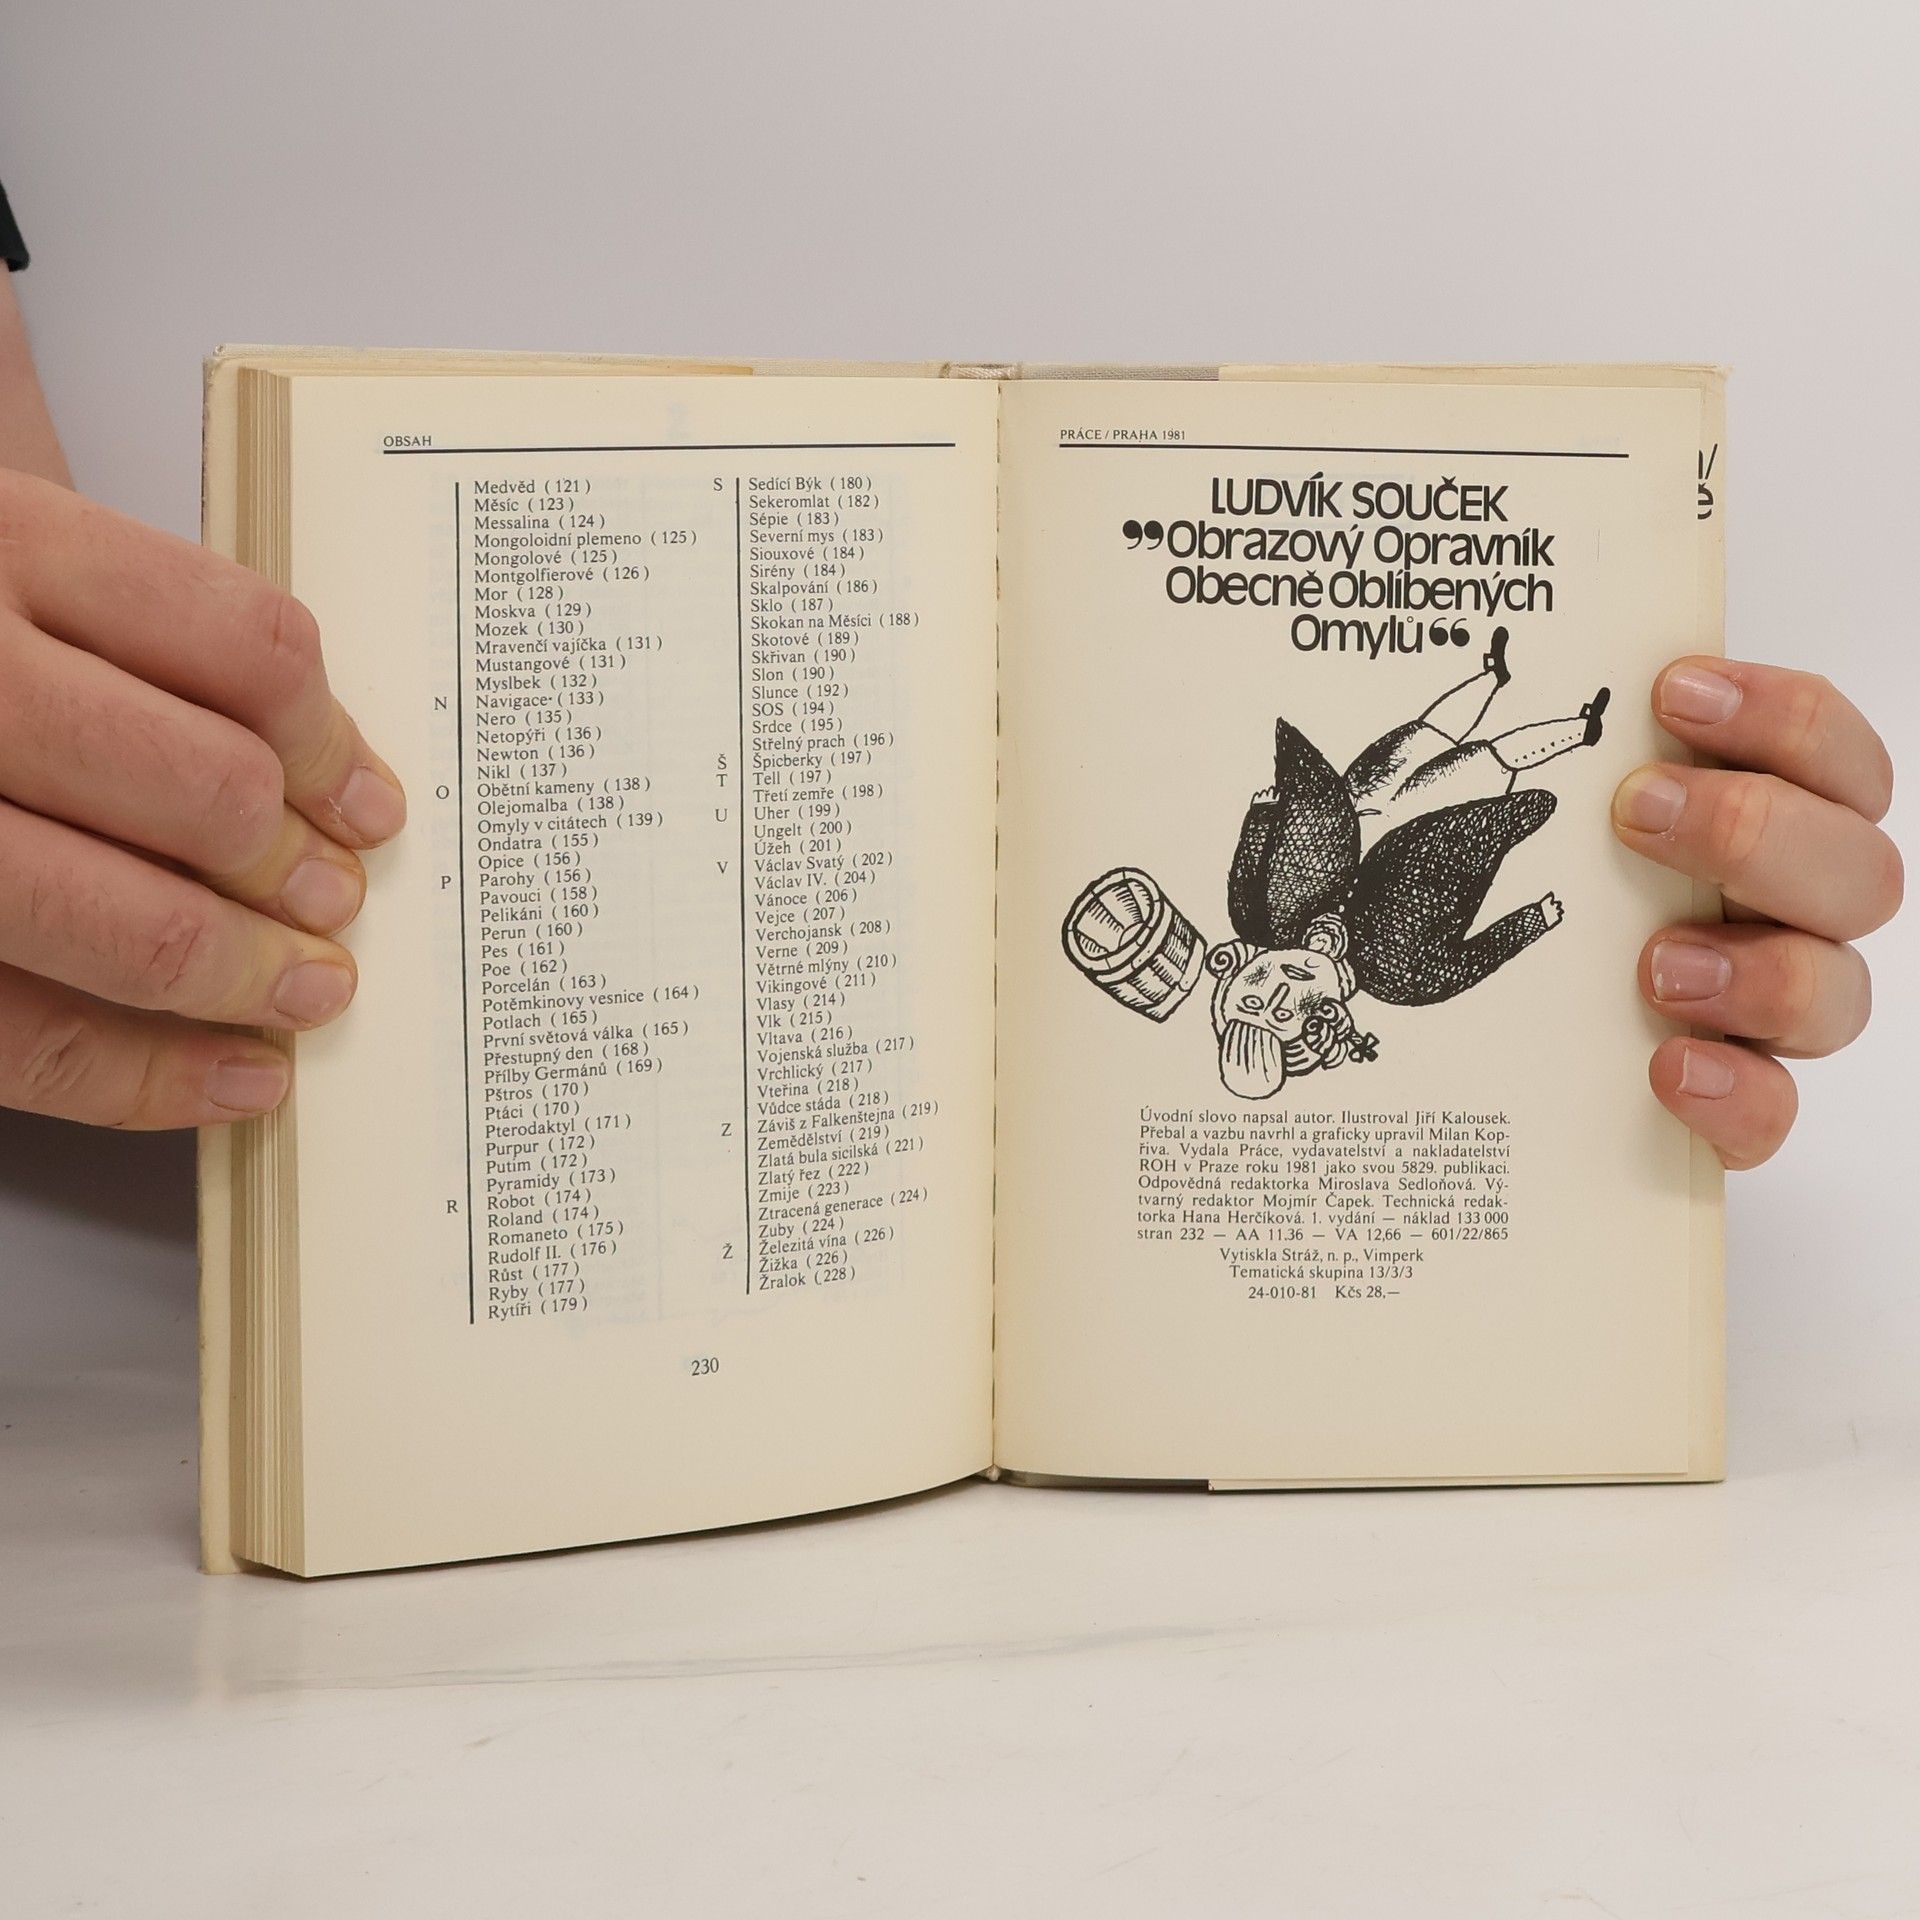 OBSAH
Medvěd (121)
Měsíc (123)
Messalina (124)
Mongoloidní plemeno (125)
Mongolové (125)
Montgolfierové (126)
Mor (128)
Moskva (129)
Mozek (130)
Mravenčí vajíčka (131)
Mustangové (131)
Myslbek (132)
N Navigace (133)
Nero (135)
Netopýři (136)
Newton (136)
Nikl (137)
O Obětní kameny (138)
Olejomalba (138)
Omyly v citátech (139)
Ondatra (155)
Opice (156)
P Parohy (156)
Pavouci (158)
Pelikáni (160)
Perun (160)
Pes (161)
Poe (162)
Porcelán (163)
Potěmkinovy vesnice (164)
Potlach (165)
První světová válka (165)
Přestupný den (168)
Přílby Germánů (169)
Pštros (170)
Ptáci (170)
Pterodaktyl (171)
Purpur (172)
Putim (172)
Pyramidy (173)
R Robot (174)
Roland (174)
Romaneto (175)
Rudolf II. (176)
Růst (177)
Ryby (177)
Rytíři (179)
S Sedící Býk (180)
Sekeromlat (182)
Sépie (183)
Severní mys (183)
Siouxové (184)
Sirény (184)
Skalpování (186)
Sklo (187)
Skokan na Měsíci (188)
Skotové (189)
Skřivan (190)
Slon (190)
Slunce (192)
SOS (194)
Srdce (195)
Střelný prach (196)
Š Špicberky (197)
T Tell (197)
Třetí zemře (198)
U Uher (199)
Ungelt (200)
Úžeh (201)
V Václav Svatý (202)
Václav IV. (204)
Vánoce (206)
Vejce (207)
Verchojansk (208)
Verne (209)
Větrné mlýny (210)
Vikingové (211)
Vlasy (214)
Vlk (215)
Vltava (216)
Vojenská služba (217)
Vrchlický (217)
Vteřina (218)
Vůdce stáda (218)
Z Záviš z Falkenštejna (219)
Zemědělství (219)
Zlatá bula sicilská (221)
Zlatý řez (222)
Zmije (223)
Ztracená generace (224)
Zuby (224)
Ž Železitá vína (226)
Žižka (226)
Žralok (228)
230
PRÁCE / PRAHA 1981
LUDVÍK SOUČEK
❟❟Obrazový Opravník
Obecně Oblíbených
Omylů❛❛
Úvodní slovo napsal autor. Ilustroval Jiří Kalousek.
Přebal a vazbu navrhl a graficky upravil Milan Kop-
řiva. Vydala Práce, vydavatelství a nakladatelství
ROH v Praze roku 1981 jako svou 5829. publikaci.
Odpovědná redaktorka Miroslava Sedloňová. Vý-
tvarný redaktor Mojmír Čapek. Technická redak-
torka Hana Herčíková. 1. vydání — náklad 133 000
stran 232 — AA 11,36 — VA 12,66 — 601/22/865
Vytiskla Stráž, n. p., Vimperk
Tematická skupina 13/3/3
24-010-81 Kčs 28,—